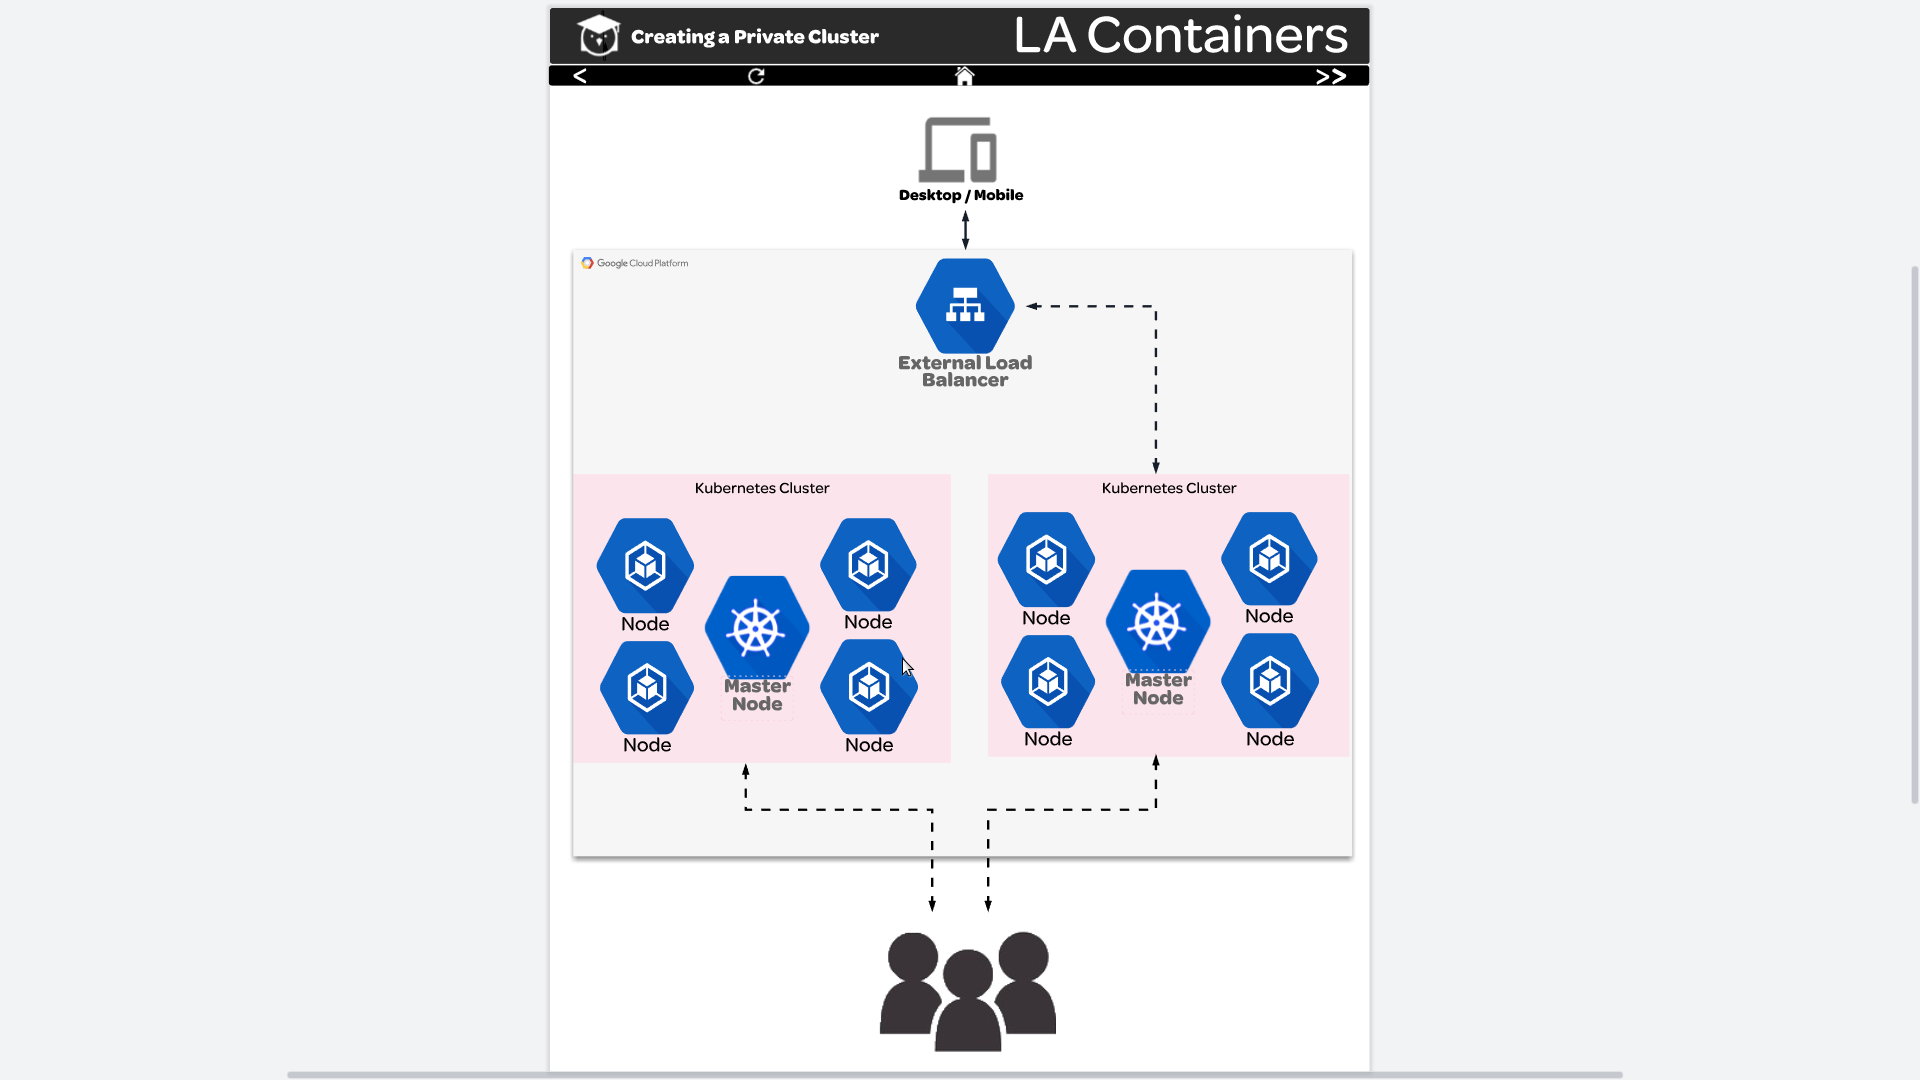 Creating a Private Cluster
LA Containers
<
>>
Desktop / Mobile
Google Cloud Platform
External Load
Balancer
Kubernetes Cluster
Kubernetes Cluster
Node
Node
Node
Node
Master
Node
Master
Node
Node
Node
Node
Node